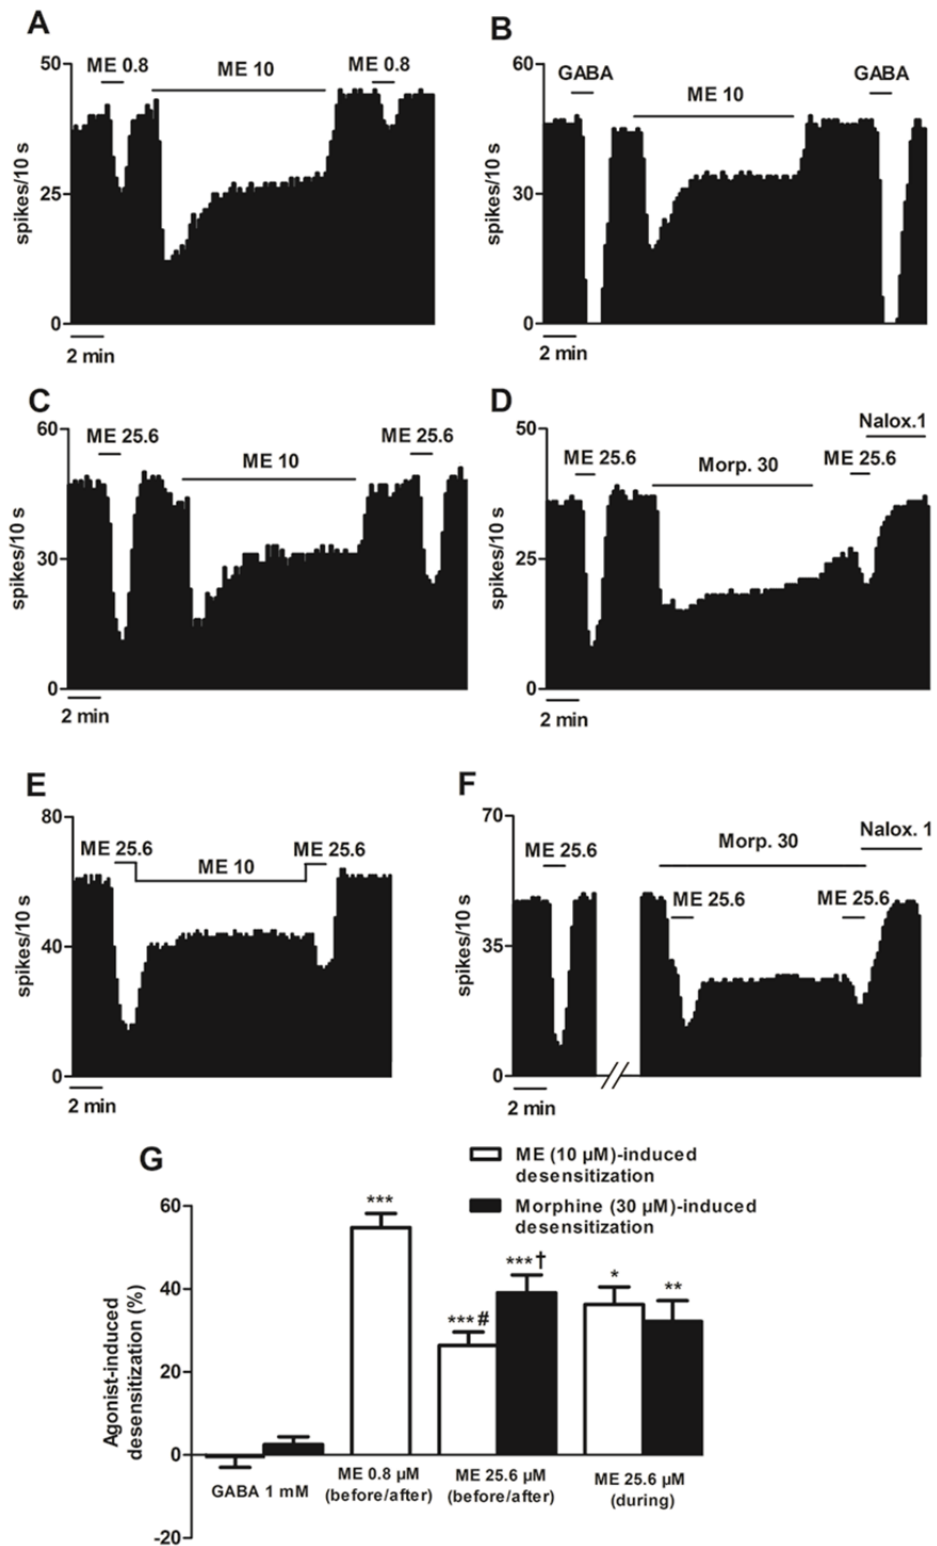 A
50
25
0
spikes/10 s
ME 0.8
ME 10
ME 0.8
2 min
B
60
30
0
spikes/10 s
GABA
ME 10
GABA
2 min
C
60
30
0
spikes/10 s
ME 25.6
ME 10
ME 25.6
2 min
D
50
25
0
spikes/10 s
ME 25.6
Morp. 30
ME 25.6
Nalox.1
2 min
E
80
40
0
spikes/10 s
ME 25.6
ME 10
ME 25.6
2 min
F
70
35
0
spikes/10 s
ME 25.6
Morp. 30
ME 25.6
ME 25.6
Nalox. 1
2 min
G
ME (10 µM)-induced
desensitization
Morphine (30 µM)-induced
desensitization
Agonist-induced
desensitization (%)
60
40
20
0
-20
***
***#
***†
*
**
GABA 1 mM
ME 0.8 µM
(before/after)
ME 25.6 µM
(before/after)
ME 25.6 µM
(during)